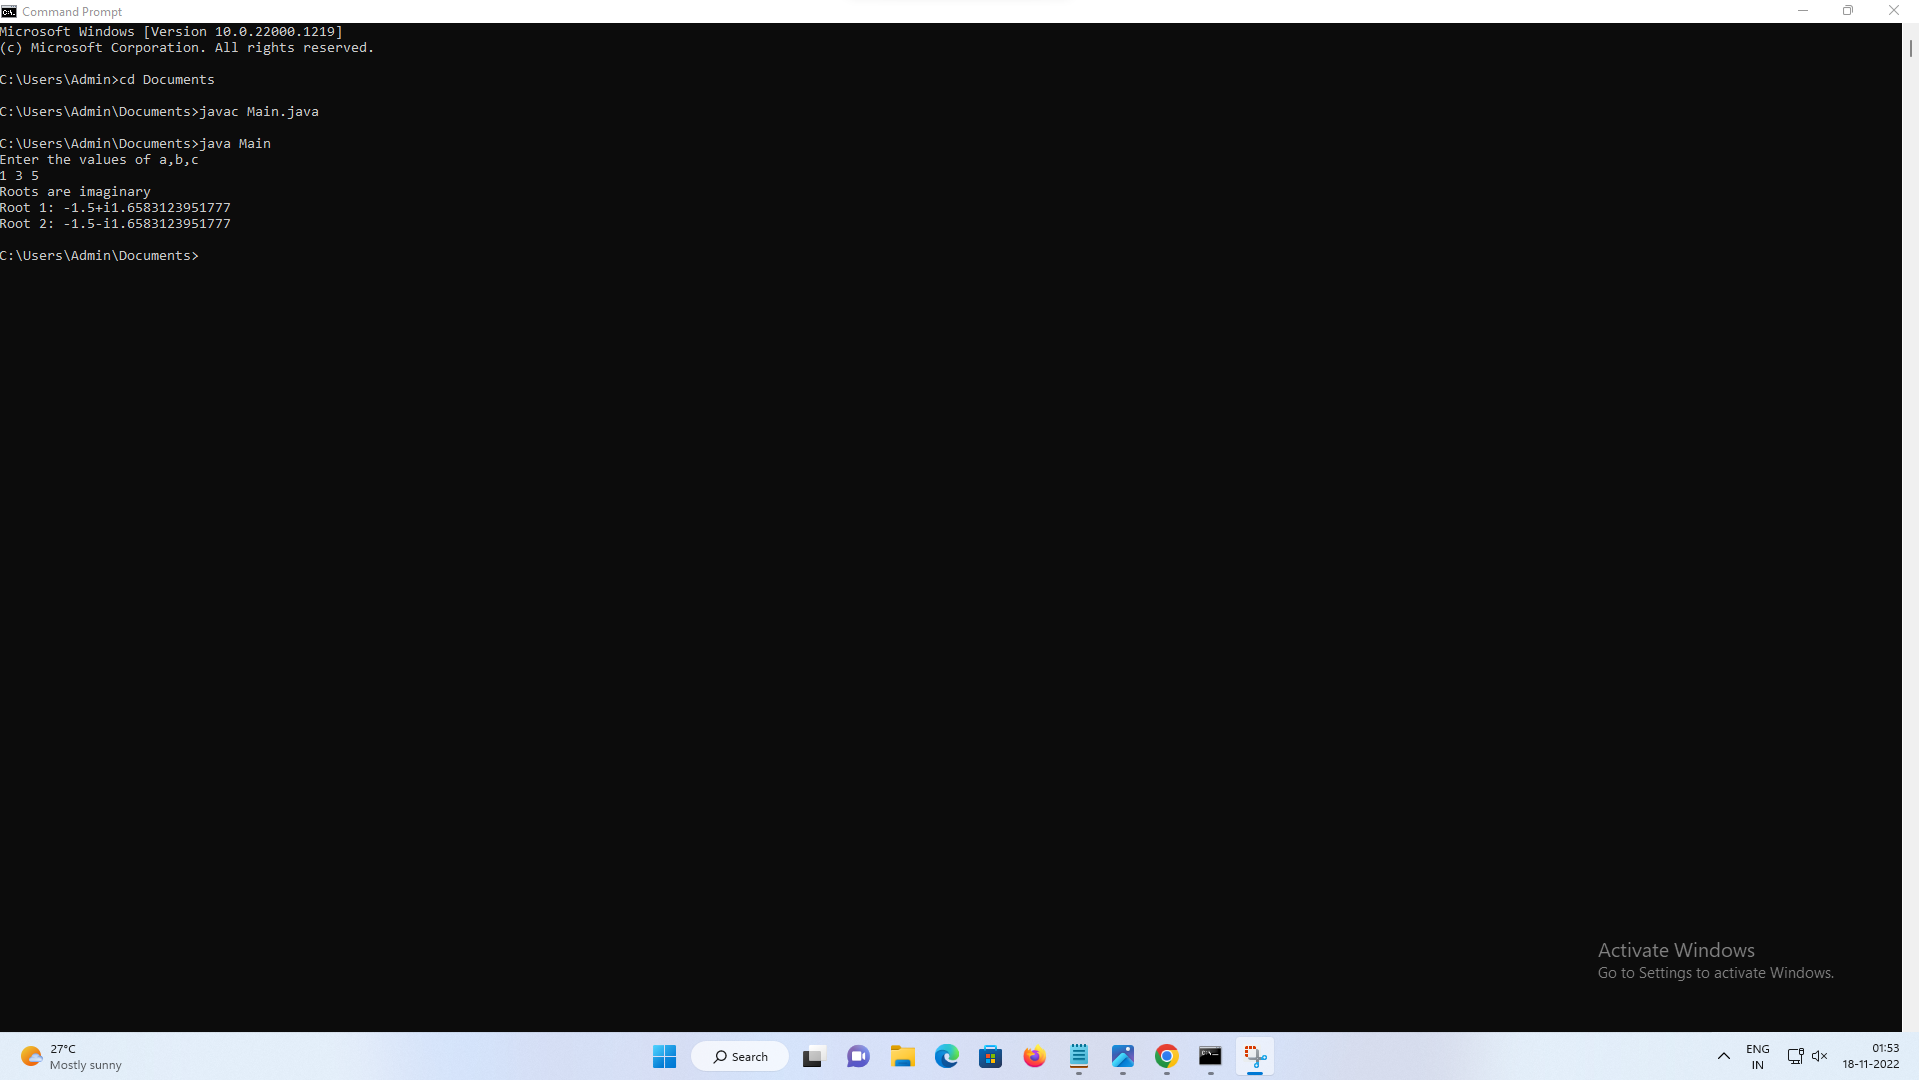 Command Prompt
Microsoft Windows [Version 10.0.22000.1219]
(c) Microsoft Corporation. All rights reserved.
C:\Users\Admin>cd Documents
C:\Users\Admin\Documents>javac Main.java
C:\Users\Admin\Documents>java Main
Enter the values of a,b,c
1 3 5
Roots are imaginary
Root 1: -1.5+i1.6583123951777
Root 2: -1.5-i1.6583123951777
C:\Users\Admin\Documents>
Activate Windows
Go to Settings to activate Windows.
27°C
Mostly sunny
Search
ENG
IN
01:53
18-11-2022